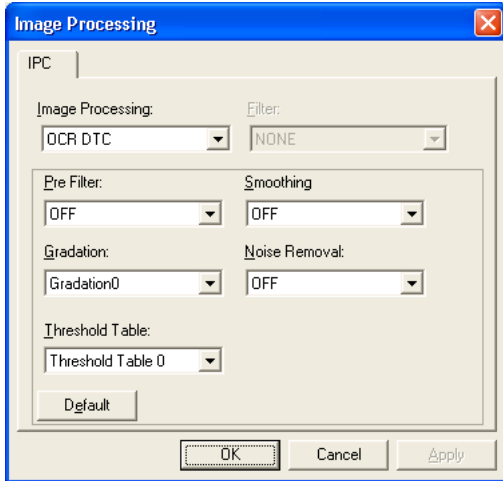 Image Processing
IPC
Image Processing: Filter:
OCR DTC NONE
Pre Filter: Smoothing
OFF OFF
Gradation: Noise Removal:
Gradation0 OFF
Threshold Table:
Threshold Table 0
Default
OK Cancel Apply